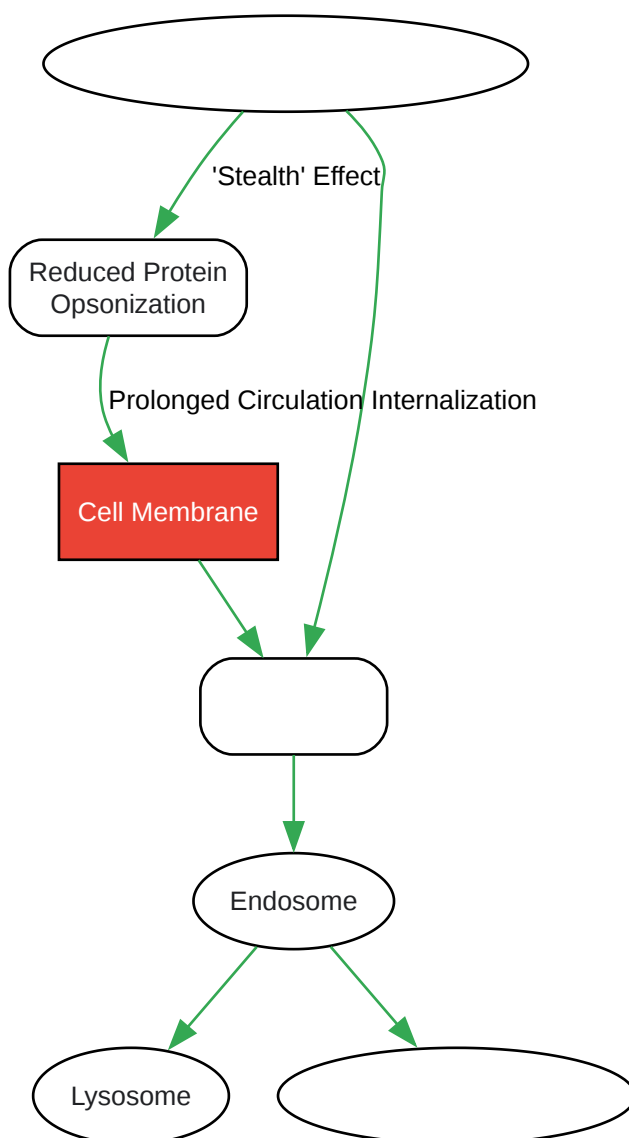 'Stealth' Effect
Reduced Protein
Opsonization
Prolonged Circulation
Internalization
Cell Membrane
Endosome
Lysosome